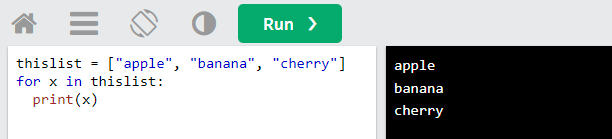 Run ❯
thislist = ["apple", "banana", "cherry"]
for x in thislist:
  print(x)
apple
banana
cherry